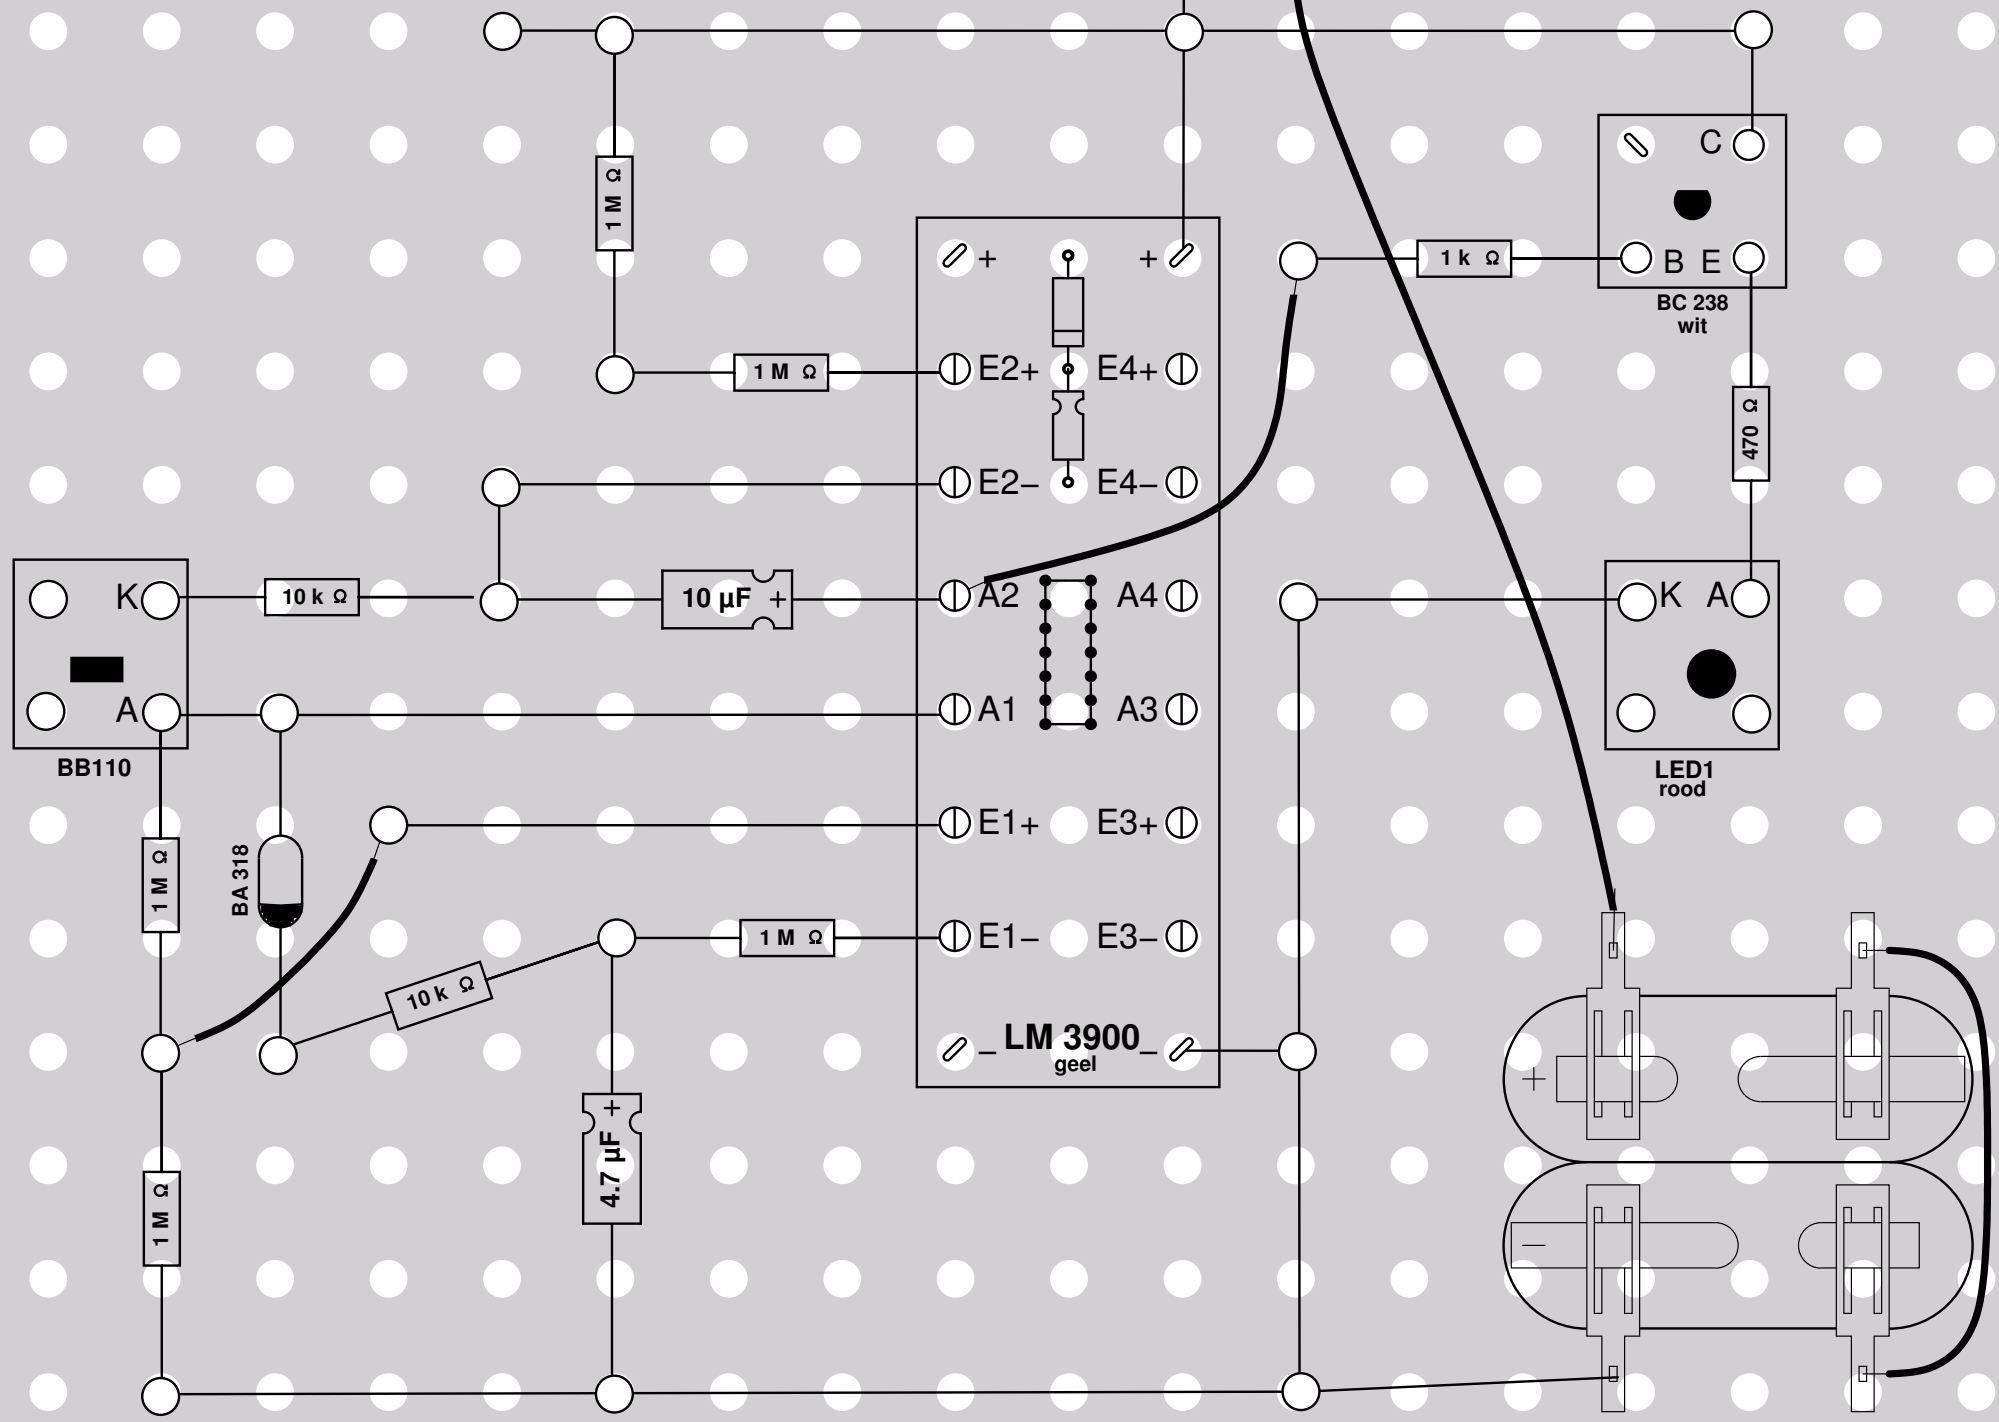 C
1 M Ω
+
+
1 k Ω
B E
BC 238
wit
1 M Ω
E2+
E4+
470 Ω
E2–
E4–
K
10 k Ω
10 µF +
A2
A4
K
A
A
A1
A3
BB110
LED1
rood
E1+
E3+
1 M Ω
BA 318
1 M Ω
E1–
E3–
10 k Ω
–
LM 3900
–
geel
+
4.7 µF
+
1 M Ω
–